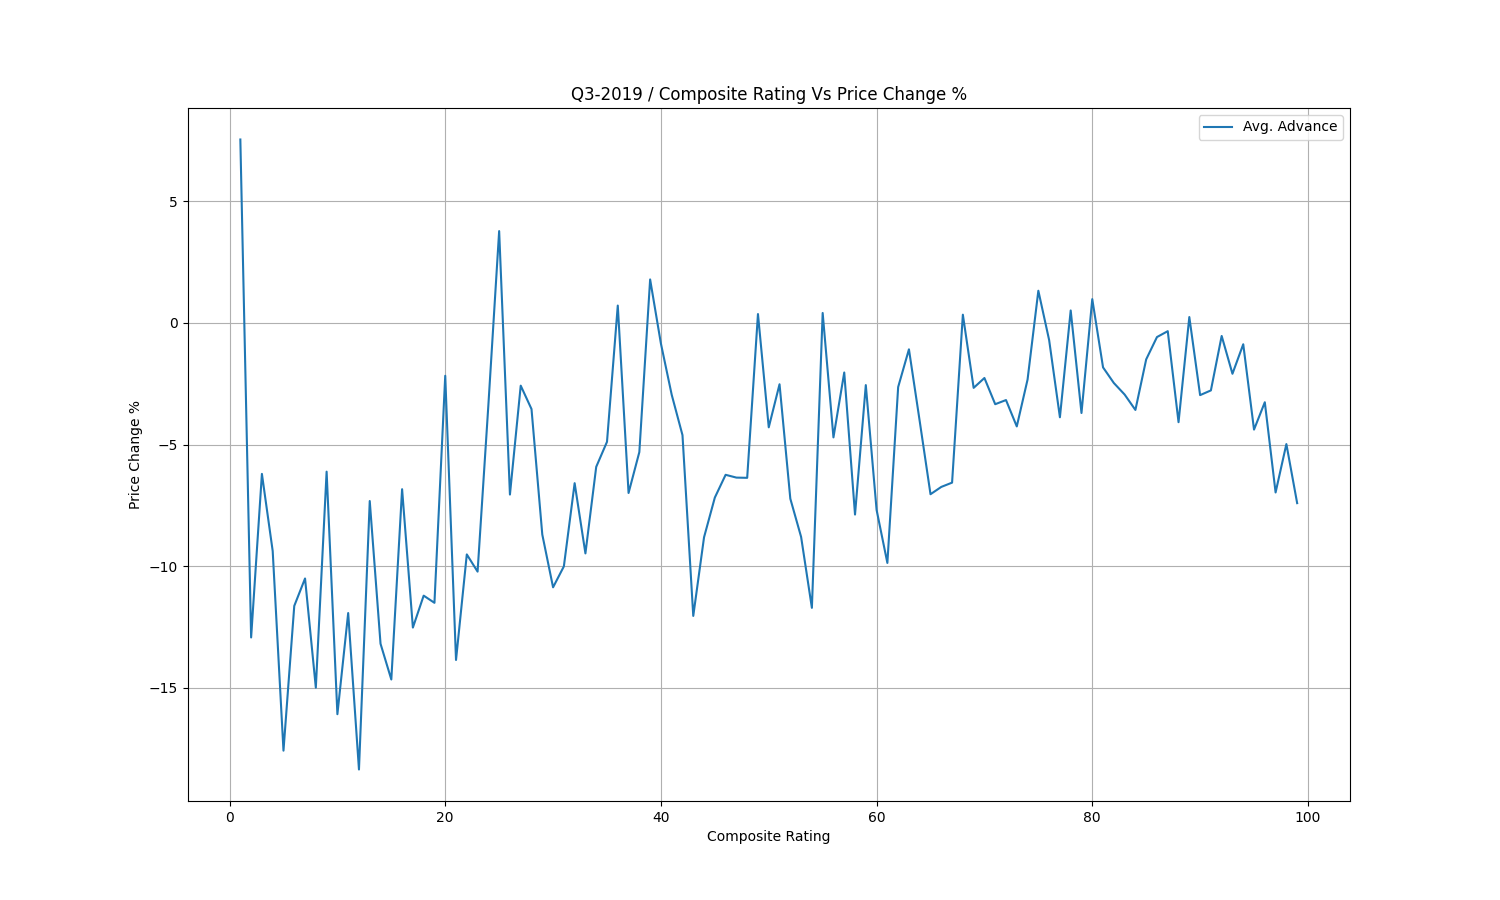 Q3-2019 / Composite Rating Vs Price Change %
Avg. Advance
5
0
−5
−10
−15
Price Change %
0 20 40 60 80 100
Composite Rating